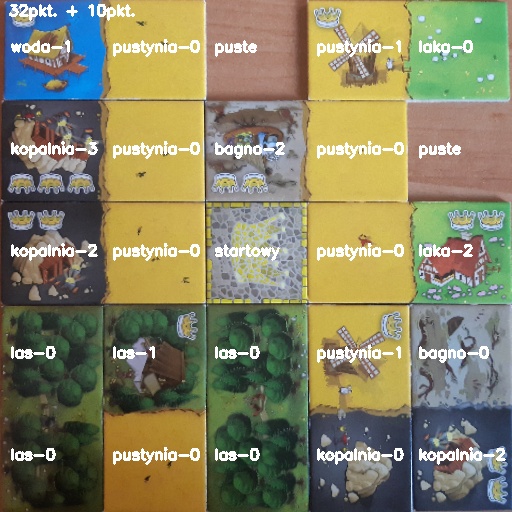 32pkt. + 10pkt.
woda-1 pustynia-0 puste pustynia-1 laka-0
kopalnia-3 pustynia-0 bagno-2 pustynia-0 puste
kopalnia-2 pustynia-0 startowy pustynia-0 laka-2
las-0 las-1 las-0 pustynia-1 bagno-0
las-0 pustynia-0 las-0 kopalnia-0 kopalnia-2